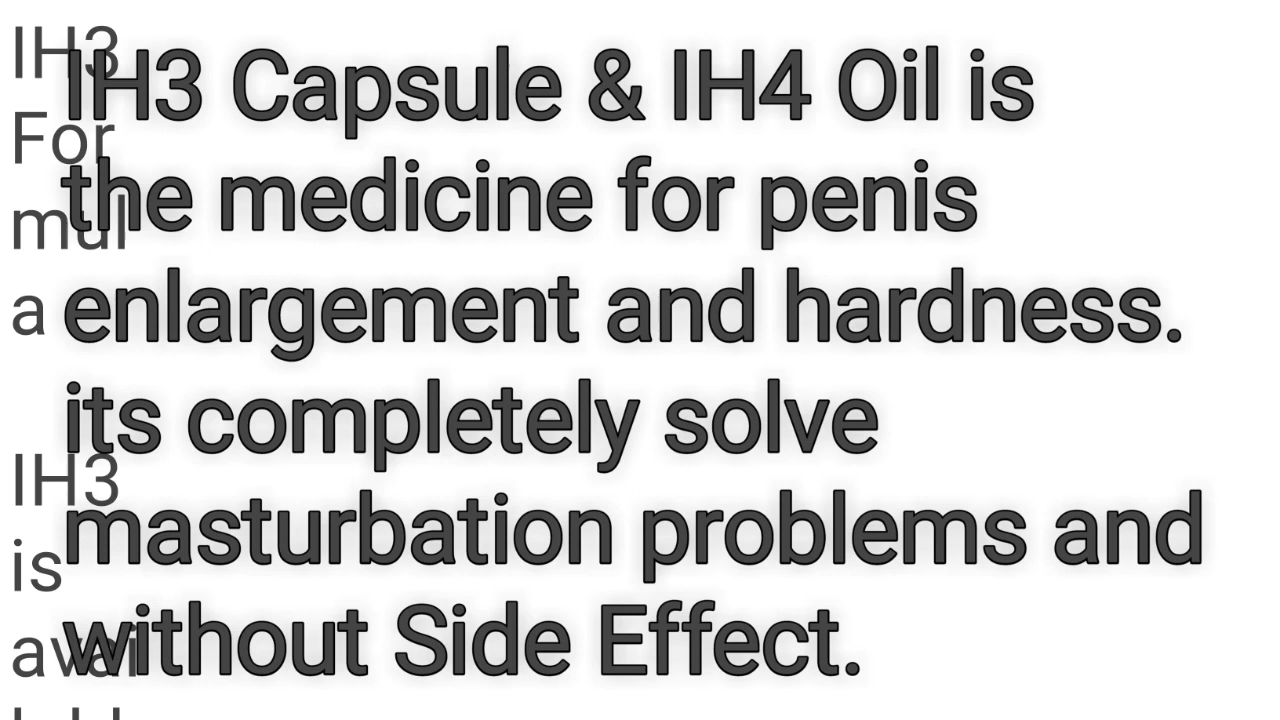 IH3 Capsule & IH4 Oil is
the medicine for penis
enlargement and hardness.
its completely solve
masturbation problems and
without Side Effect.
IH3
For
mul
a
IH3
is
avai